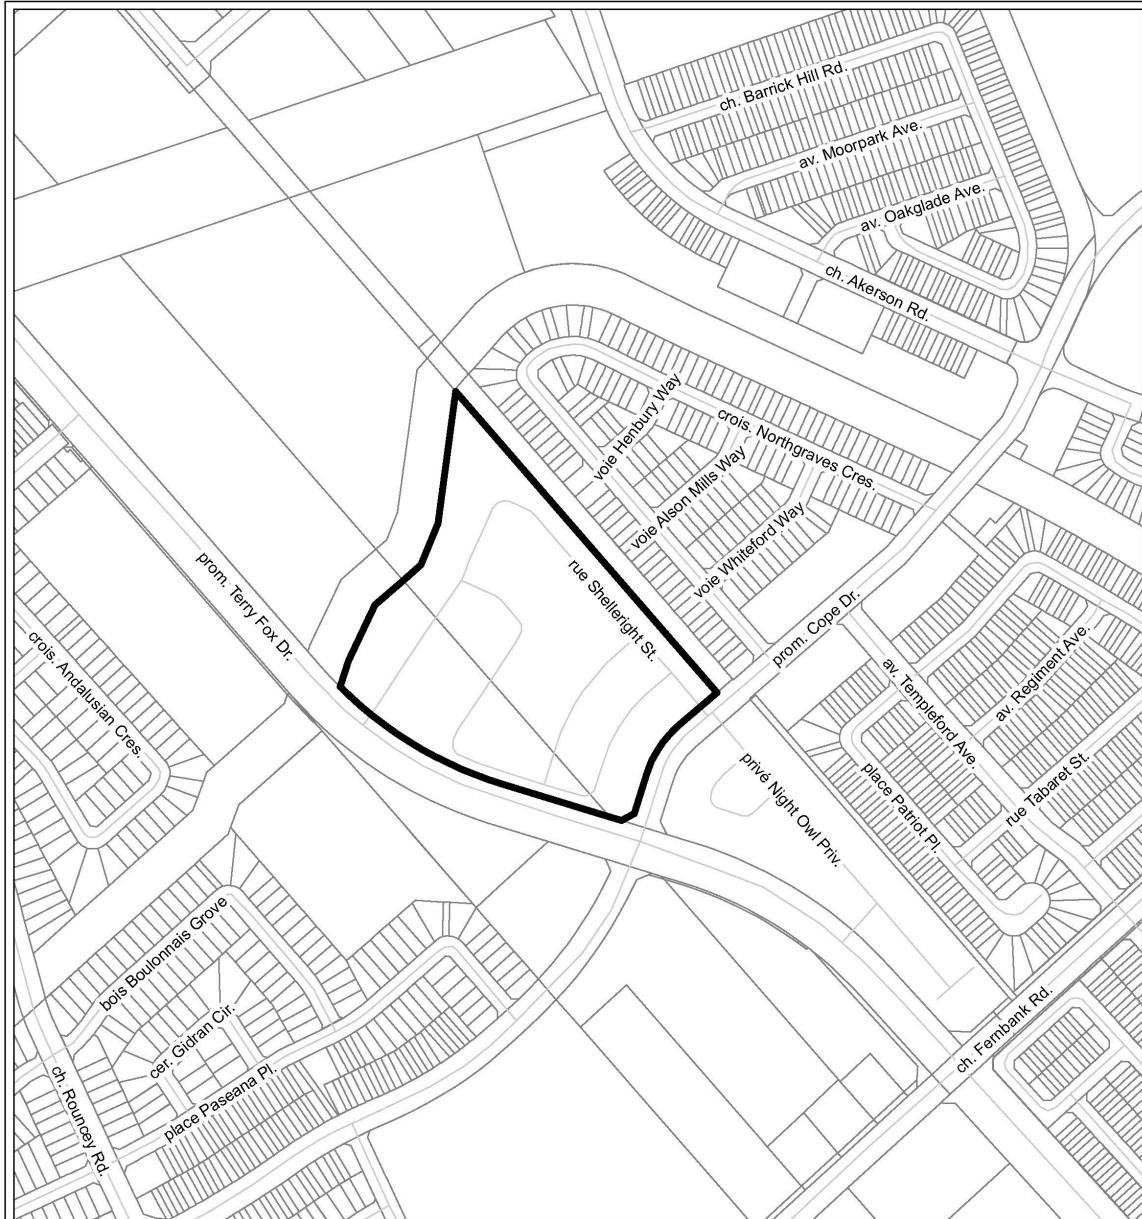 ch. Barrick Hill Rd.
av. Moorpark Ave.
av. Oakglade Ave.
ch. Akerson Rd.
voie Henbury Way
crois. Northgraves Cres.
voie Alson Mills Way
voie Whiteford Way
rue Shelleright St.
prom. Terry Fox Dr.
prom. Cope Dr.
crois. Andalusian Cres.
av. Templeford Ave.
av. Regiment Ave.
rue Tabaret St.
place Patriot Pl.
privé Night Owl Priv.
bois Boulonnais Grove
cer. Gidran Cir.
place Paseana Pl.
ch. Rouncey Rd.
ch. Fernbank Rd.